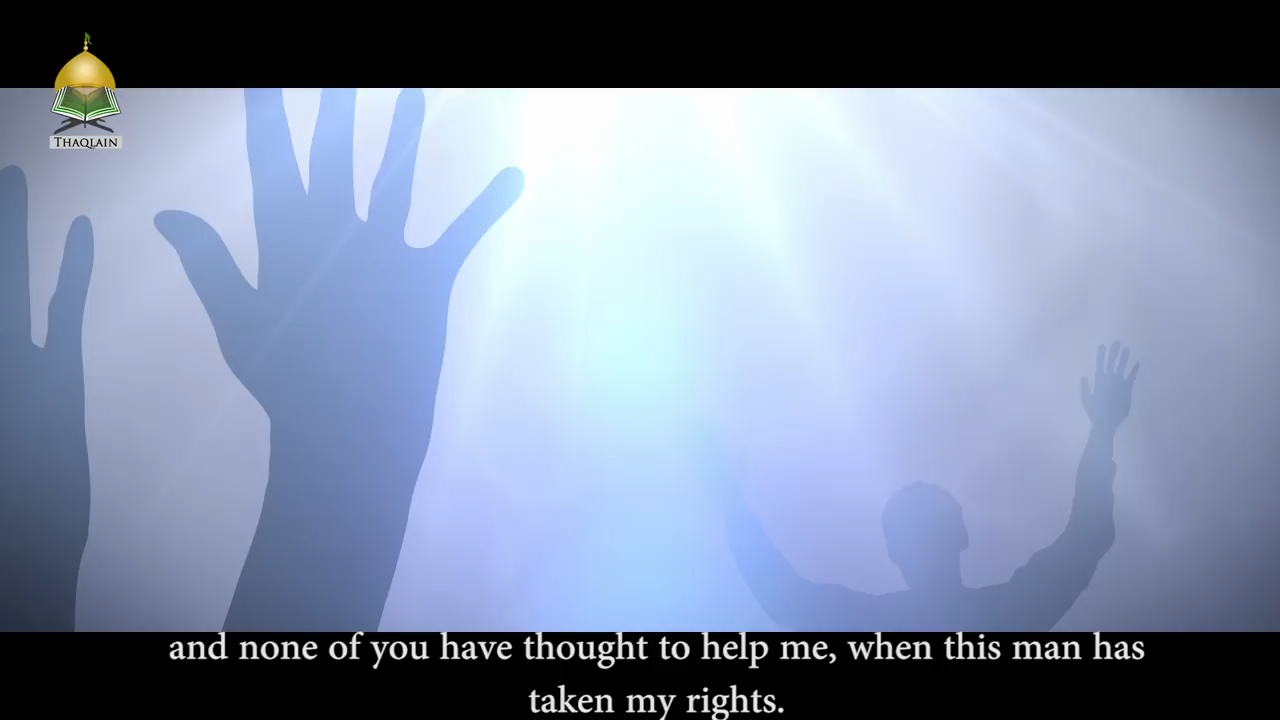 THAQLAIN
and none of you have thought to help me, when this man has
taken my rights.